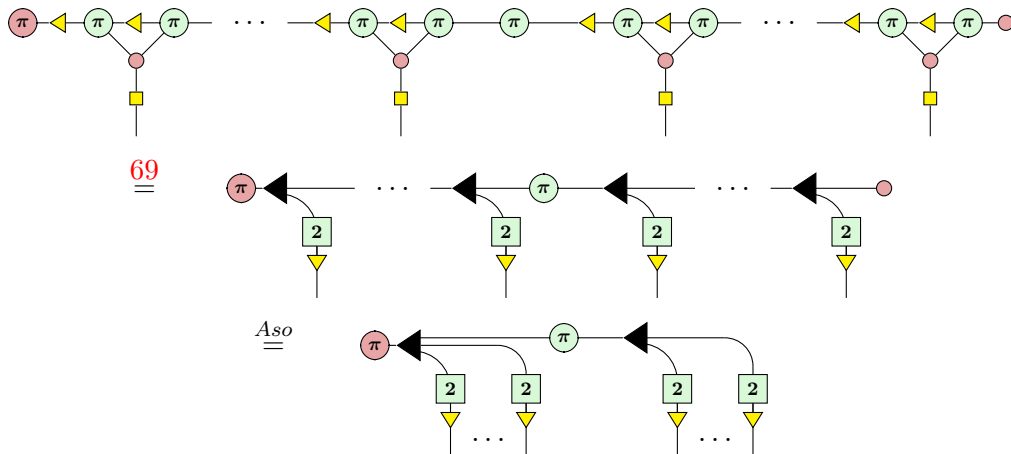 π π π ··· π π π π π ··· π π
69
= π ··· π ···
2 2 2 2
Aso
= π π
2 2 2 2
··· ···